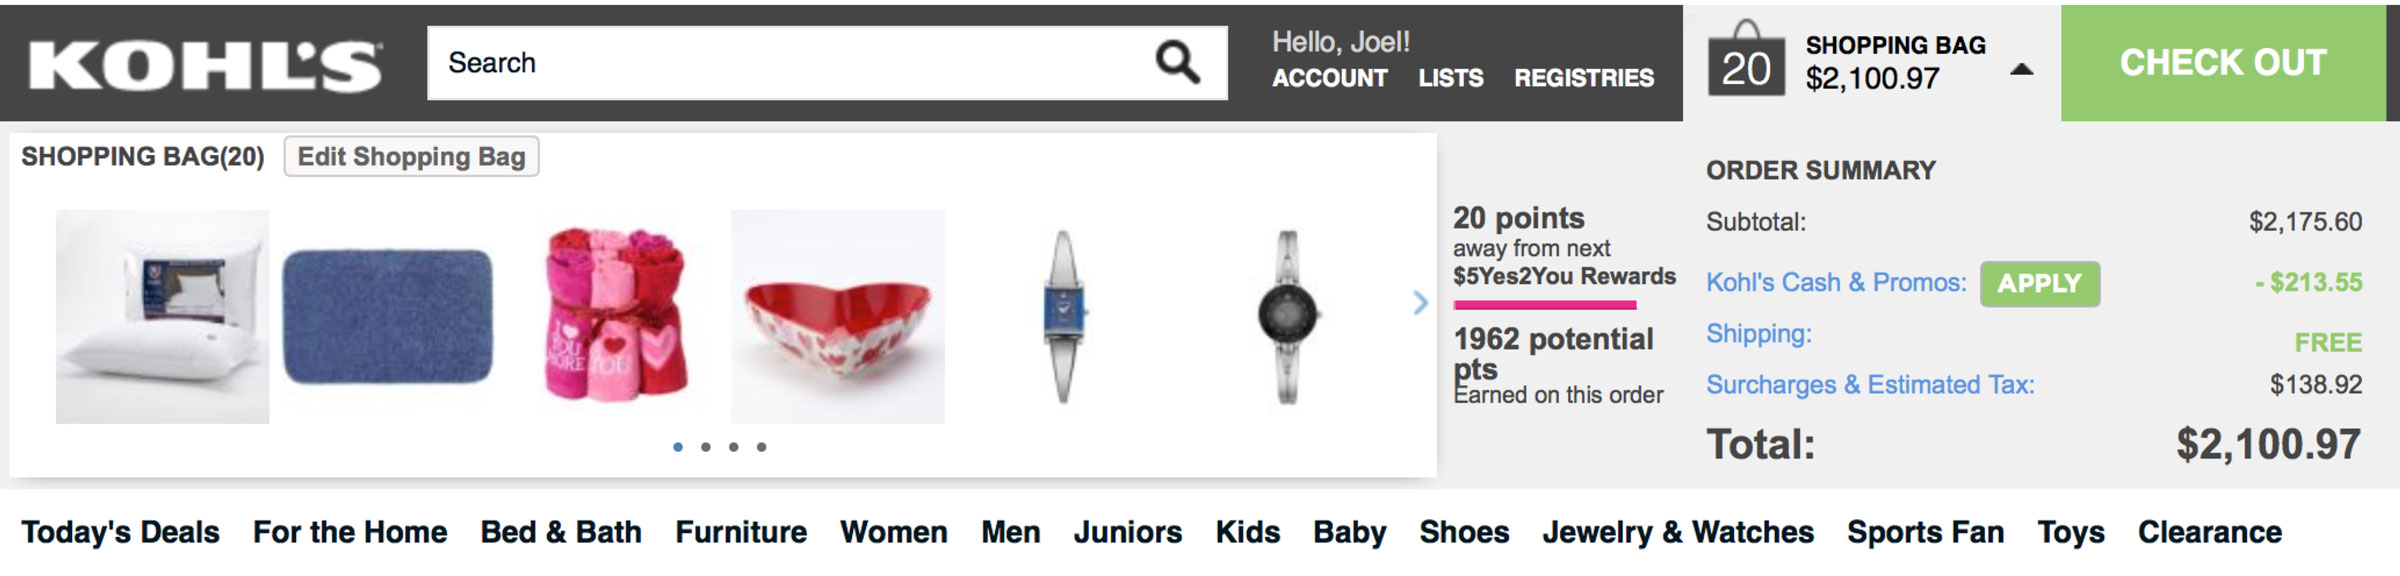 KOHL'S
Search
Hello, Joel!
ACCOUNT LISTS REGISTRIES
20
SHOPPING BAG
$2,100.97
CHECK OUT
SHOPPING BAG(20) Edit Shopping Bag
I
YOU
MORE
YOU
20 points
away from next
$5Yes2You Rewards
1962 potential
pts
Earned on this order
ORDER SUMMARY
Subtotal: $2,175.60
Kohl's Cash & Promos: APPLY - $213.55
Shipping: FREE
Surcharges & Estimated Tax: $138.92
Total: $2,100.97
Today's Deals For the Home Bed & Bath Furniture Women Men Juniors Kids Baby Shoes Jewelry & Watches Sports Fan Toys Clearance